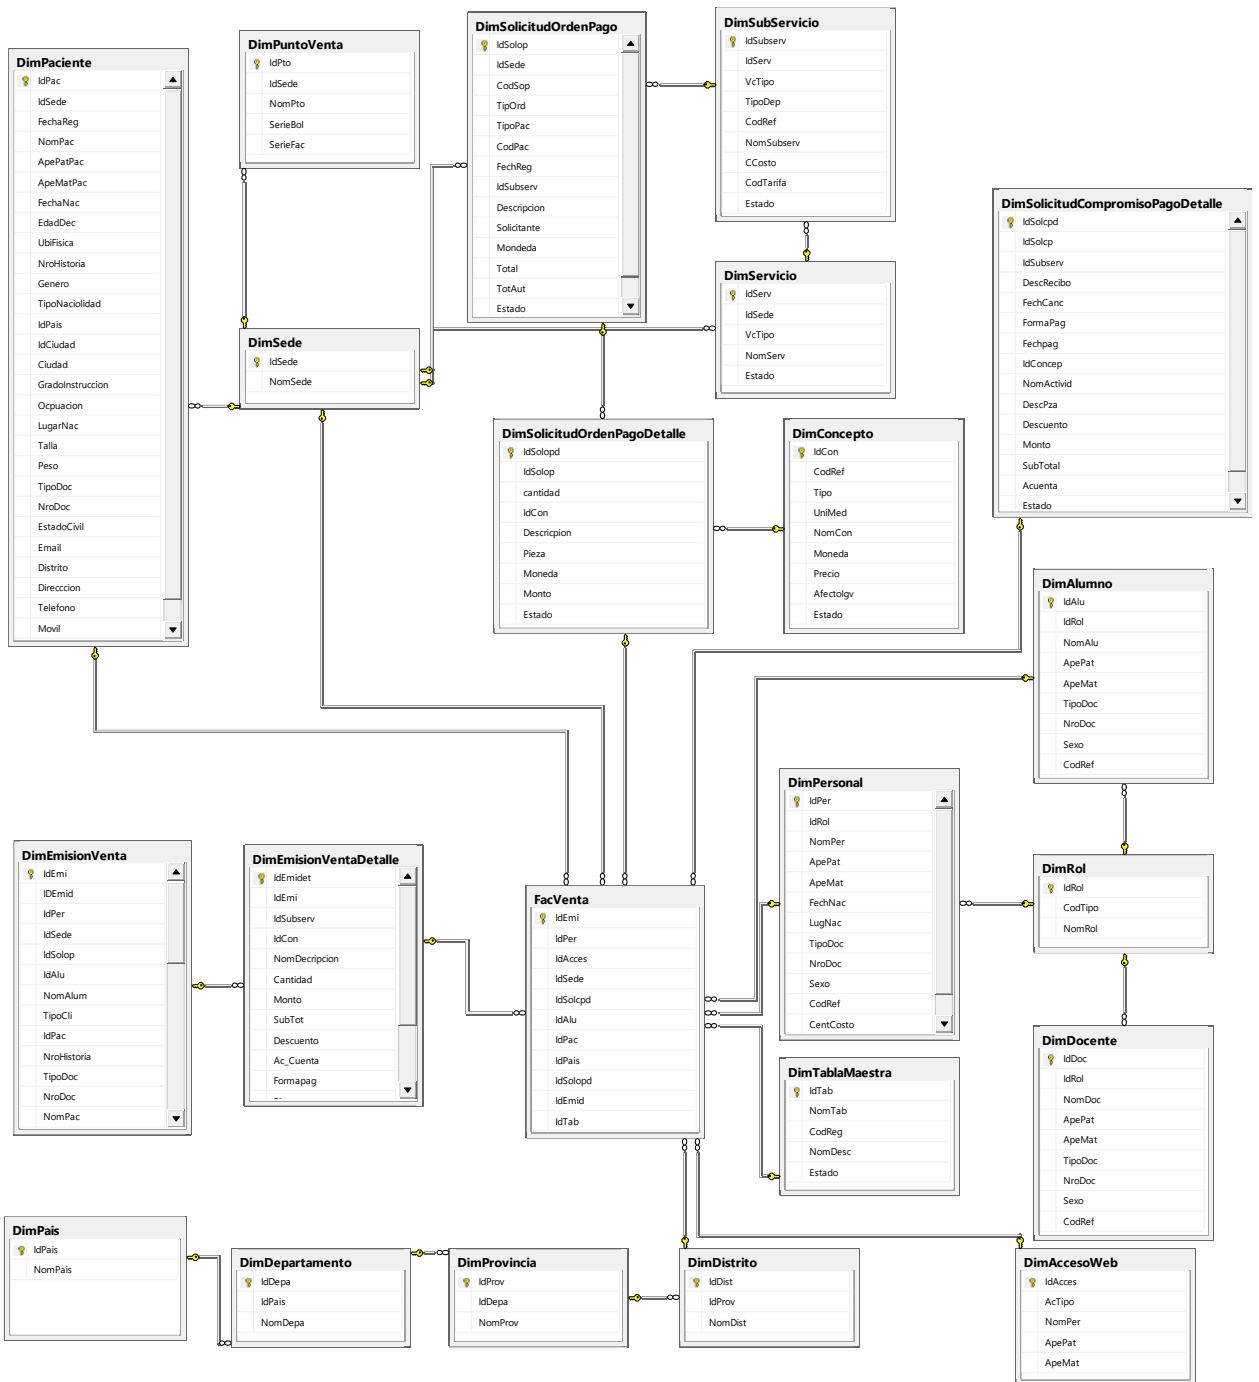 DimPaciente
IdPac
IdSede
FechaReg
NomPac
ApePatPac
ApeMatPac
FechaNac
EdadDec
UbiFisica
NroHistoria
Genero
TipoNaciolidad
IdPais
IdCiudad
Ciudad
GradoInstruccion
Ocpuacion
LugarNac
Talla
Peso
TipoDoc
NroDoc
EstadoCivil
Email
Distrito
Direcccion
Telefono
Movil
DimPuntoVenta
IdPto
IdSede
NomPto
SerieBol
SerieFac
DimSolicitudOrdenPago
IdSolop
IdSede
CodSop
TipOrd
TipoPac
CodPac
FechReg
IdSubserv
Descripcion
Solicitante
Mondeda
Total
TotAut
Estado
DimSubServicio
IdSubserv
IdServ
VcTipo
TipoDep
CodRef
NomSubserv
CCosto
CodTarifa
Estado
DimSolicitudCompromisoPagoDetalle
IdSolcpd
IdSolcp
IdSubserv
DescRecibo
FechCanc
FormaPag
Fechpag
IdConcep
NomActivid
DescPza
Descuento
Monto
SubTotal
Acuenta
Estado
DimServicio
IdServ
IdSede
VcTipo
NomServ
Estado
DimSede
IdSede
NomSede
DimSolicitudOrdenPagoDetalle
IdSolopd
IdSolop
cantidad
IdCon
Descricpion
Pieza
Moneda
Monto
Estado
DimConcepto
IdCon
CodRef
Tipo
UniMed
NomCon
Moneda
Precio
AfectoIgv
Estado
DimAlumno
IdAlu
IdRol
NomAlu
ApePat
ApeMat
TipoDoc
NroDoc
Sexo
CodRef
DimPersonal
IdPer
IdRol
NomPer
ApePat
ApeMat
FechNac
LugNac
TipoDoc
NroDoc
Sexo
CodRef
CentCosto
DimRol
IdRol
CodTipo
NomRol
DimEmisionVenta
IdEmi
IDEmid
IdPer
IdSede
IdSolop
IdAlu
NomAlum
TipoCli
IdPac
NroHistoria
TipoDoc
NroDoc
NomPac
DimEmisionVentaDetalle
IdEmidet
IdEmi
IdSubserv
IdCon
NomDecripcion
Cantidad
Monto
SubTot
Descuento
Ac_Cuenta
Formapag
FacVenta
IdEmi
IdPer
IdAcces
IdSede
IdSolcpd
IdAlu
IdPac
IdPais
IdSolopd
IdEmid
IdTab
DimTablaMaestra
IdTab
NomTab
CodReg
NomDesc
Estado
DimDocente
IdDoc
IdRol
NomDoc
ApePat
ApeMat
TipoDoc
NroDoc
Sexo
CodRef
DimPais
IdPais
NomPais
DimDepartamento
IdDepa
IdPais
NomDepa
DimProvincia
IdProv
IdDepa
NomProv
DimDistrito
IdDist
IdProv
NomDist
DimAccesoWeb
IdAcces
AcTipo
NomPer
ApePat
ApeMat